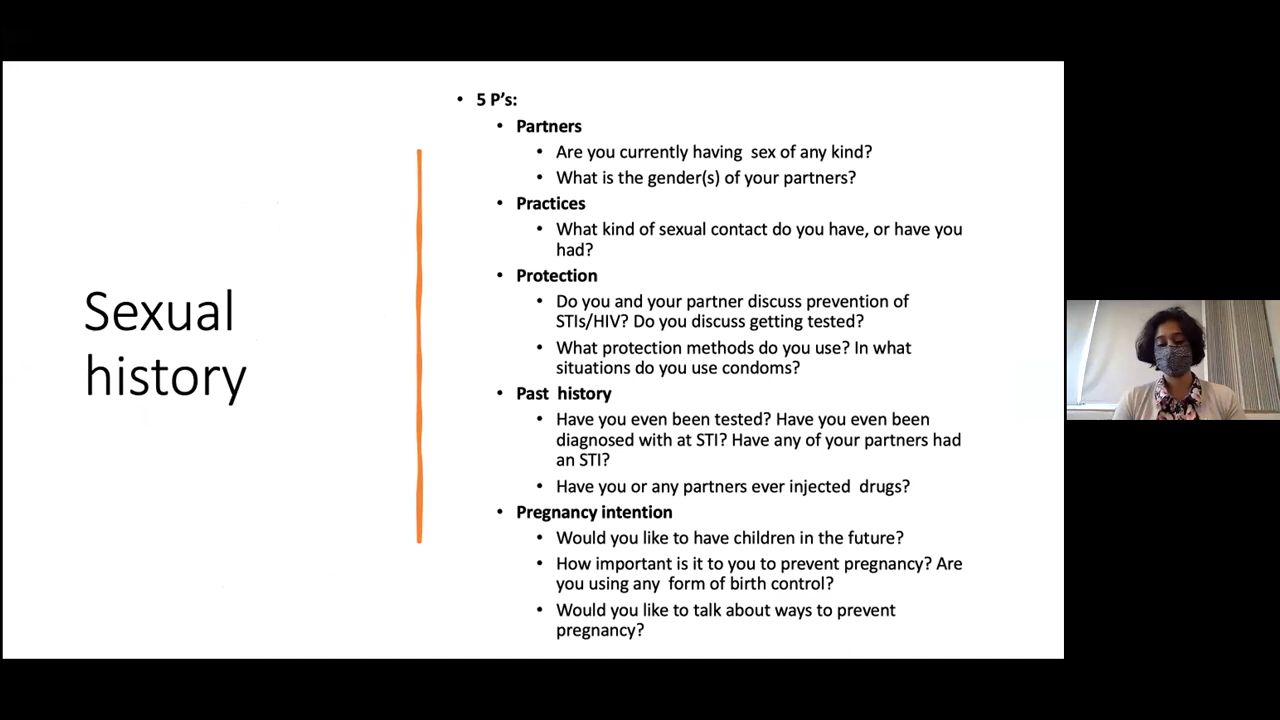 Sexual
history
• 5 P's:
• Partners
• Are you currently having sex of any kind?
• What is the gender(s) of your partners?
• Practices
• What kind of sexual contact do you have, or have you
had?
• Protection
• Do you and your partner discuss prevention of
STIs/HIV? Do you discuss getting tested?
• What protection methods do you use? In what
situations do you use condoms?
• Past history
• Have you even been tested? Have you even been
diagnosed with at STI? Have any of your partners had
an STI?
• Have you or any partners ever injected drugs?
• Pregnancy intention
• Would you like to have children in the future?
• How important is it to you to prevent pregnancy? Are
you using any form of birth control?
• Would you like to talk about ways to prevent
pregnancy?